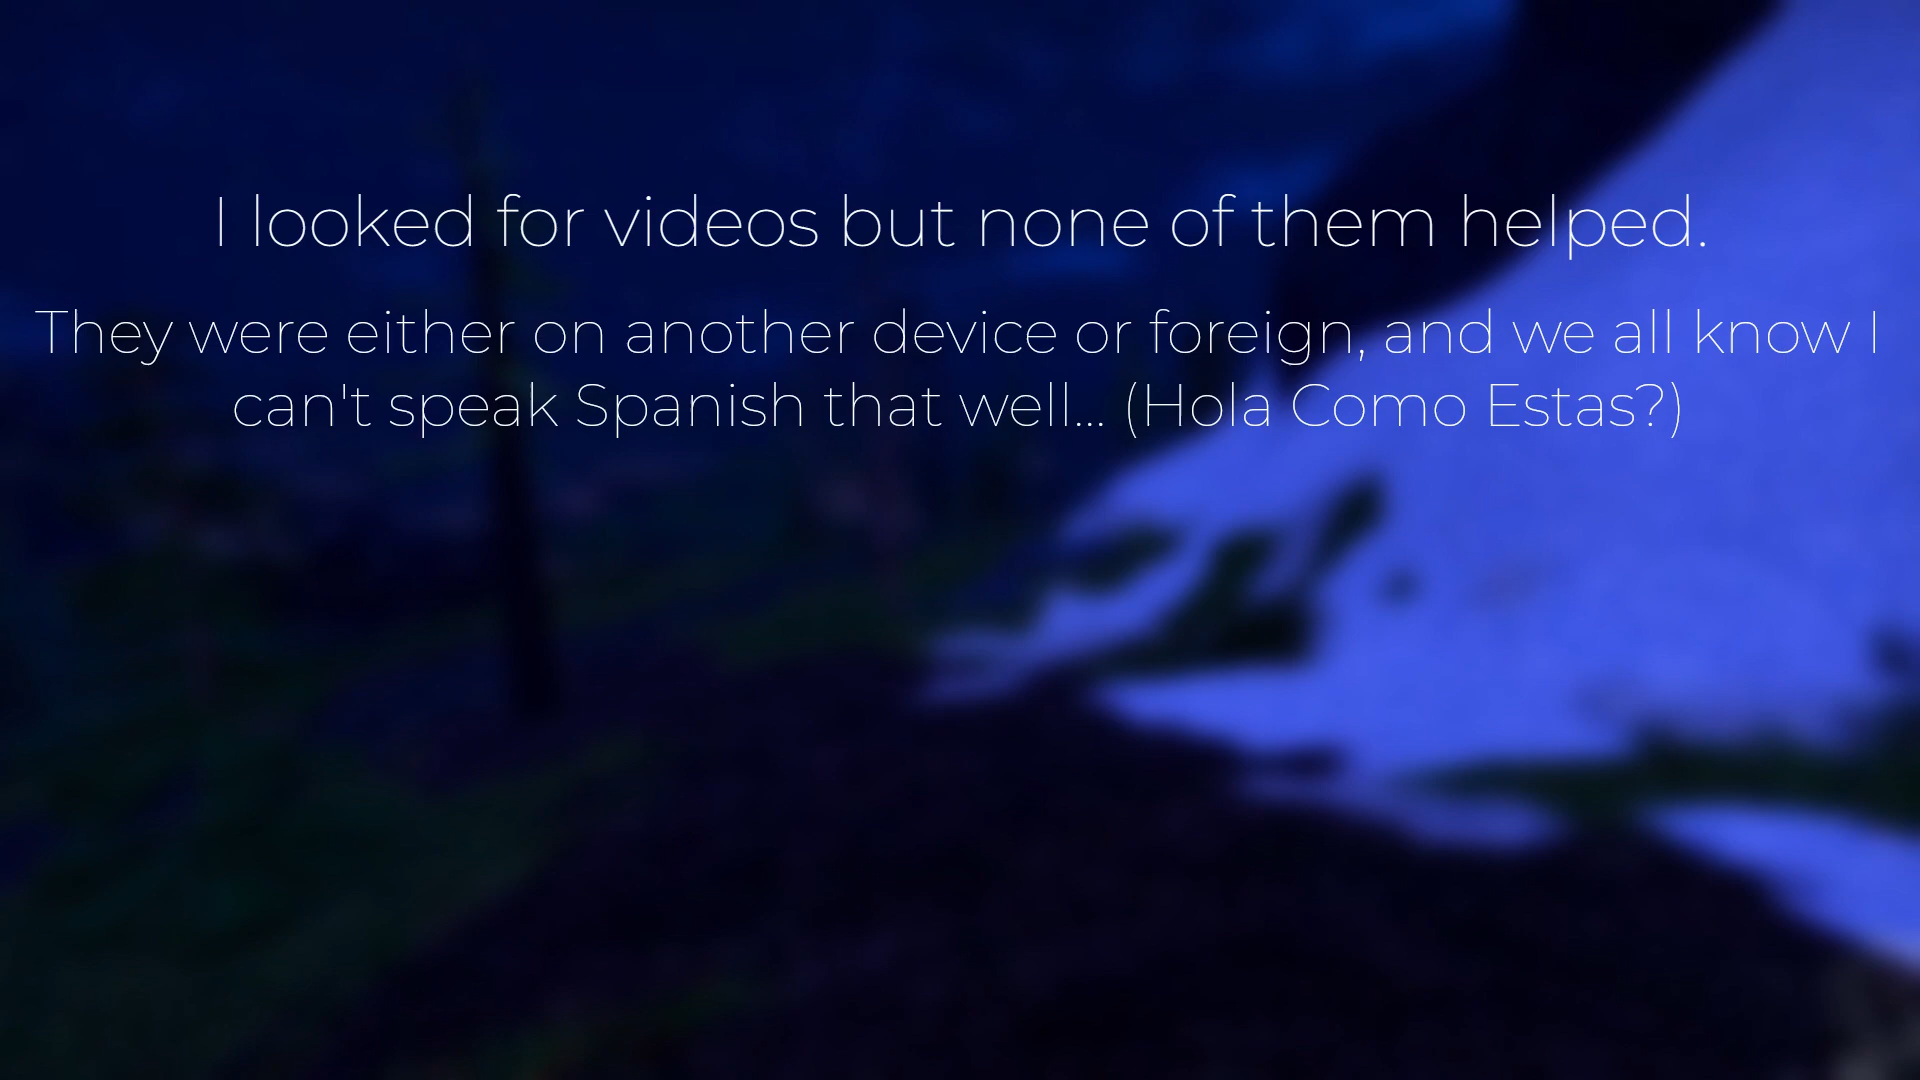 I looked for videos but none of them helped.
They were either on another device or foreign, and we all know I
can't speak Spanish that well... (Hola Como Estas?)